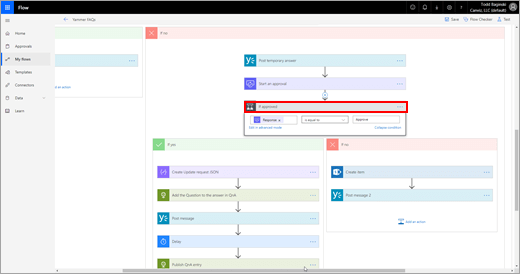 Flow
Todd Baginski
Canviz, LLC (default)
Yammer FAQs
Save
Flow Checker
Test
Home
Approvals
My flows
Templates
Connectors
Data
Learn
Add an action
If no
Post temporary answer
Start an approval
If approved
Response
is equal to
Approve
Edit in advanced mode
Collapse condition
If yes
If no
Create update request JSON
Create item
Add the Question to the answer in QnA
Post message 2
Post message
Add an action
Delay
Publish QnA entry